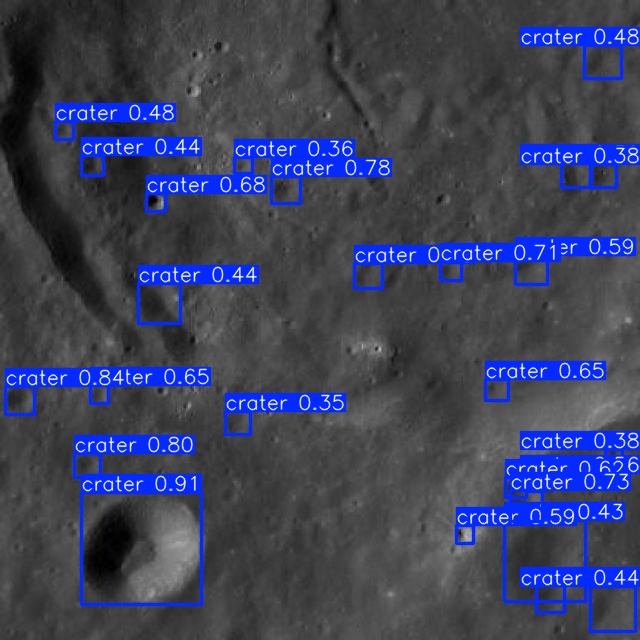 crater 0.48
crater 0.48
crater 0.44
crater 0.36
crater 0.38
crater 0.78
crater 0.68
crater 0.71
crater
0.59
crater 0.44
crater 0.65
crater 0.84
0.65
crater 0.35
crater 0.38
crater 0.80
crater
crater 0.73
crater 0.91
0.43
crater 0.59
crater 0.44